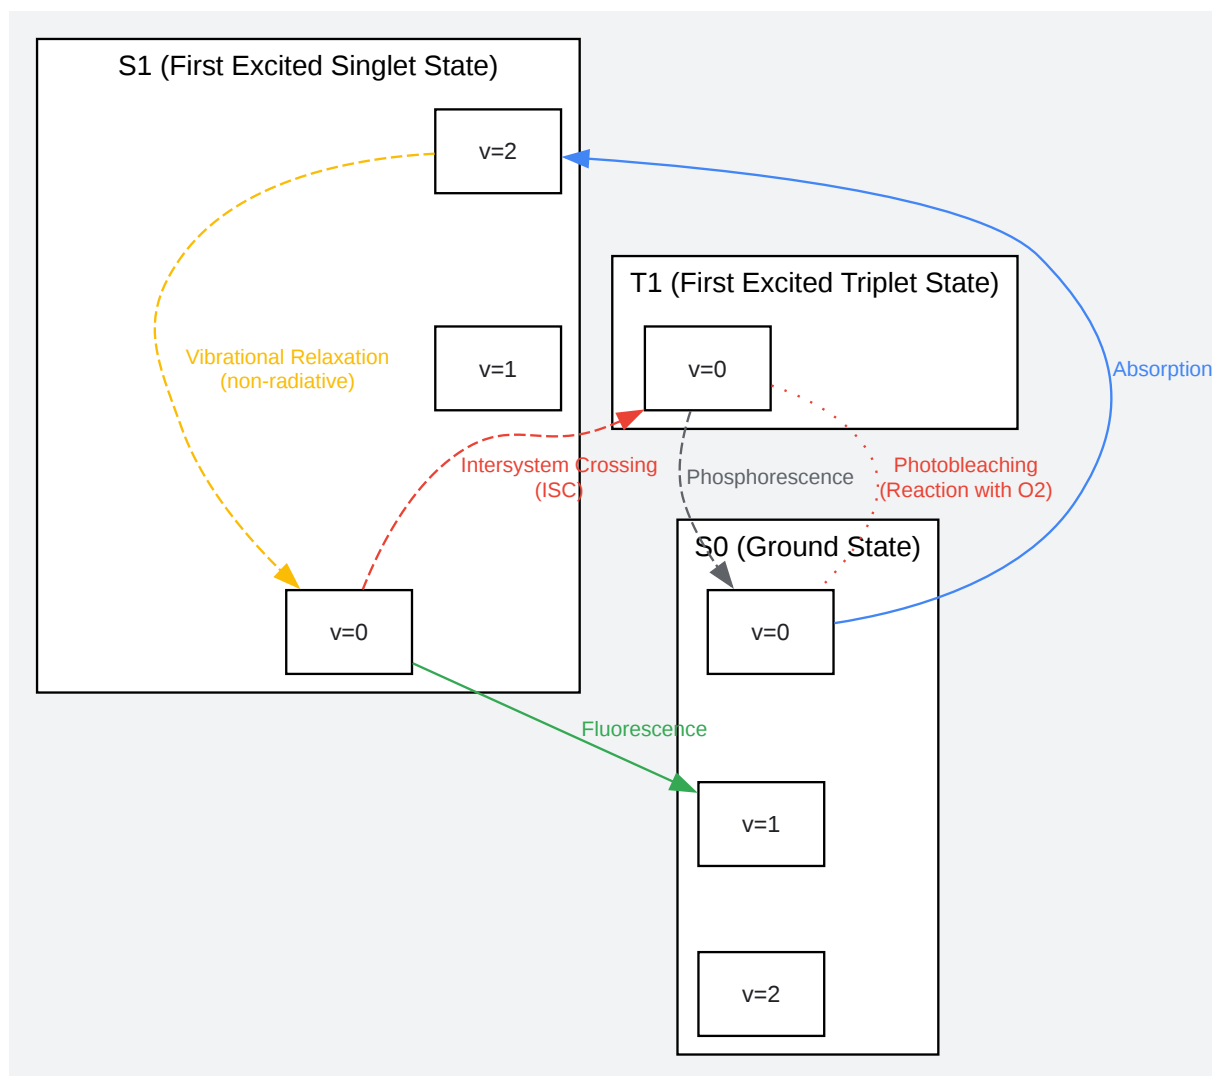 S1 (First Excited Singlet State)
v=2
T1 (First Excited Triplet State)
Vibrational Relaxation
(non-radiative)
v=1
v=0
Absorption
Intersystem Crossing
(ISC)
Phosphorescence
Photobleaching
(Reaction with O2)
S0 (Ground State)
v=0
v=0
Fluorescence
v=1
v=2